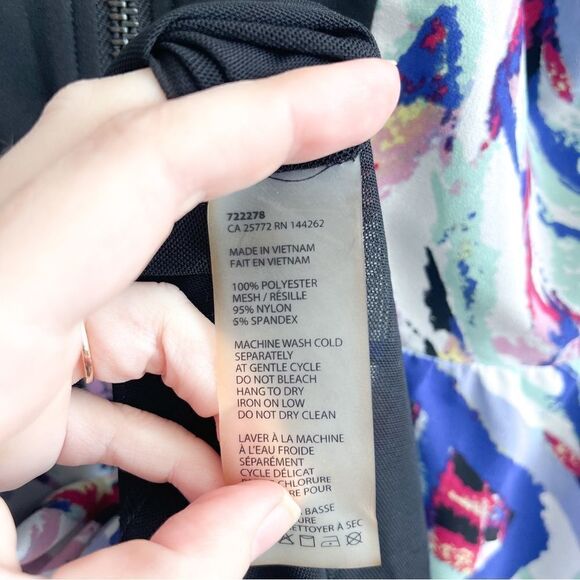 722278
CA 25772 RN 144262
MADE IN VIETNAM
FAIT EN VIETNAM
100% POLYESTER
MESH / RÉSILLE
95% NYLON
5% SPANDEX
MACHINE WASH COLD
SEPARATELY
AT GENTLE CYCLE
DO NOT BLEACH
HANG TO DRY
IRON ON LOW
DO NOT DRY CLEAN
LAVER À LA MACHINE
À L'EAU FROIDE
SÉPARÉMENT
CYCLE DÉLICAT
CHLORURE
POUR
BASSE
À SEC